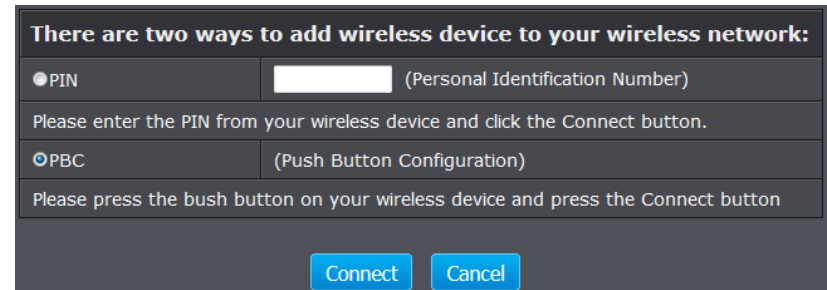 There are two ways to add wireless device to your wireless network:
PIN (Personal Identification Number)
Please enter the PIN from your wireless device and click the Connect button.
PBC (Push Button Configuration)
Please press the bush button on your wireless device and press the Connect button
Connect Cancel